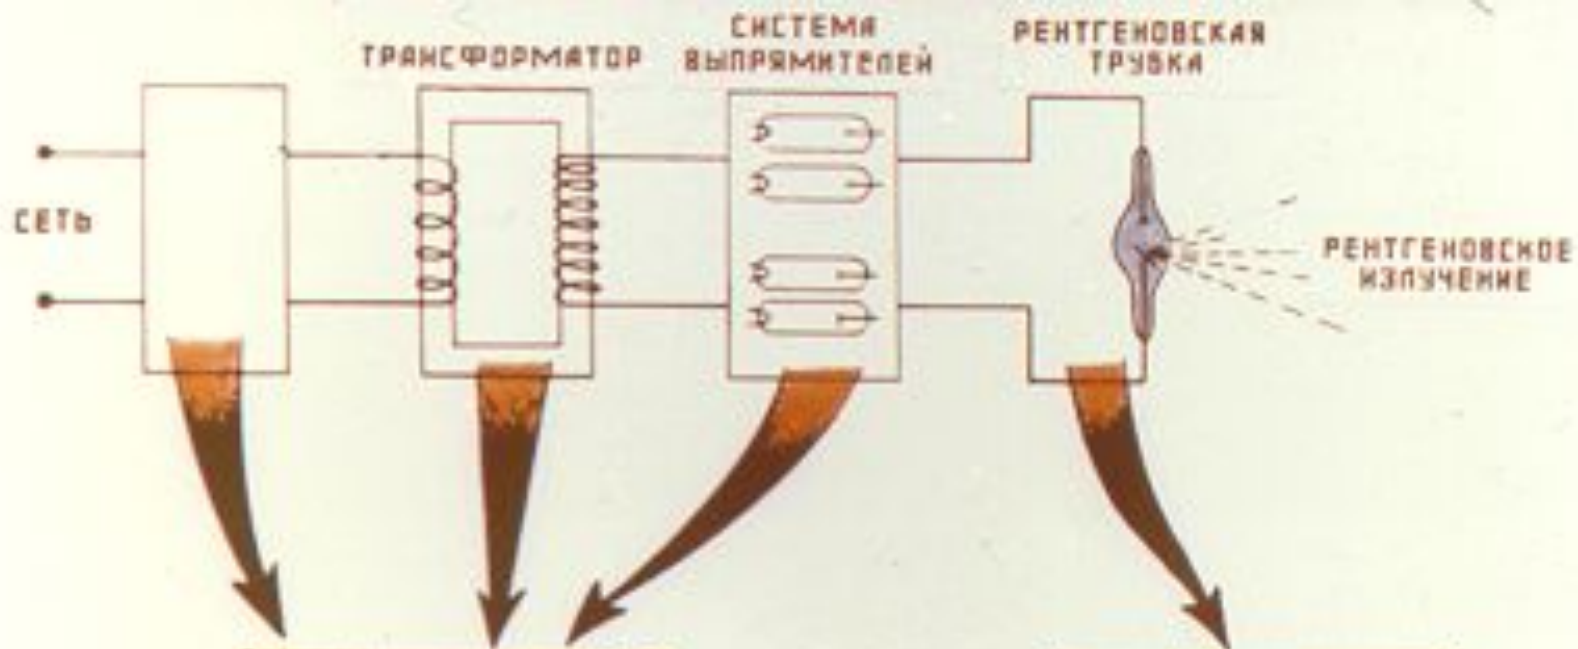 ТРАНСФОРМАТОР
СИСТЕМА
ВЫПРЯМИТЕЛЕЙ
РЕНТГЕНОВСКАЯ
ТРУБКА
СЕТЬ
РЕНТГЕНОВСКОЕ
ИЗЛУЧЕНИЕ